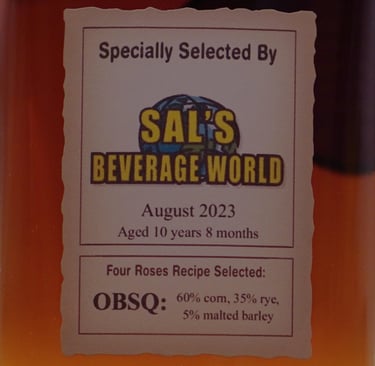 Specially Selected By
SAL'S
BEVERAGE WORLD
August 2023
Aged 10 years 8 months
Four Roses Recipe Selected:
OBSQ: 60% corn, 35% rye,
5% malted barley